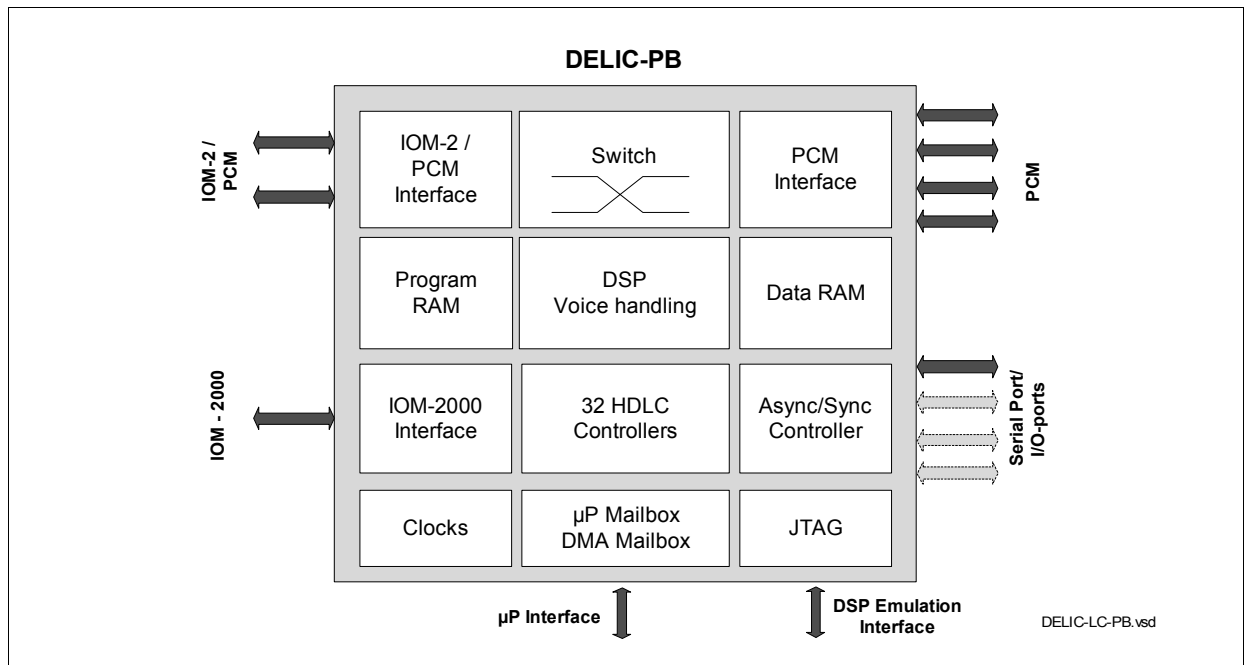 DELIC-PB
IOM-2 /
PCM
IOM-2 /
PCM
Interface
Switch
PCM
Interface
PCM
Program
RAM
DSP
Voice handling
Data RAM
IOM - 2000
IOM-2000
Interface
32 HDLC
Controllers
Async/Sync
Controller
Serial Port/
I/O-ports
Clocks
µP Mailbox
DMA Mailbox
JTAG
µP Interface
DSP Emulation
Interface
DELIC-LC-PB.vsd